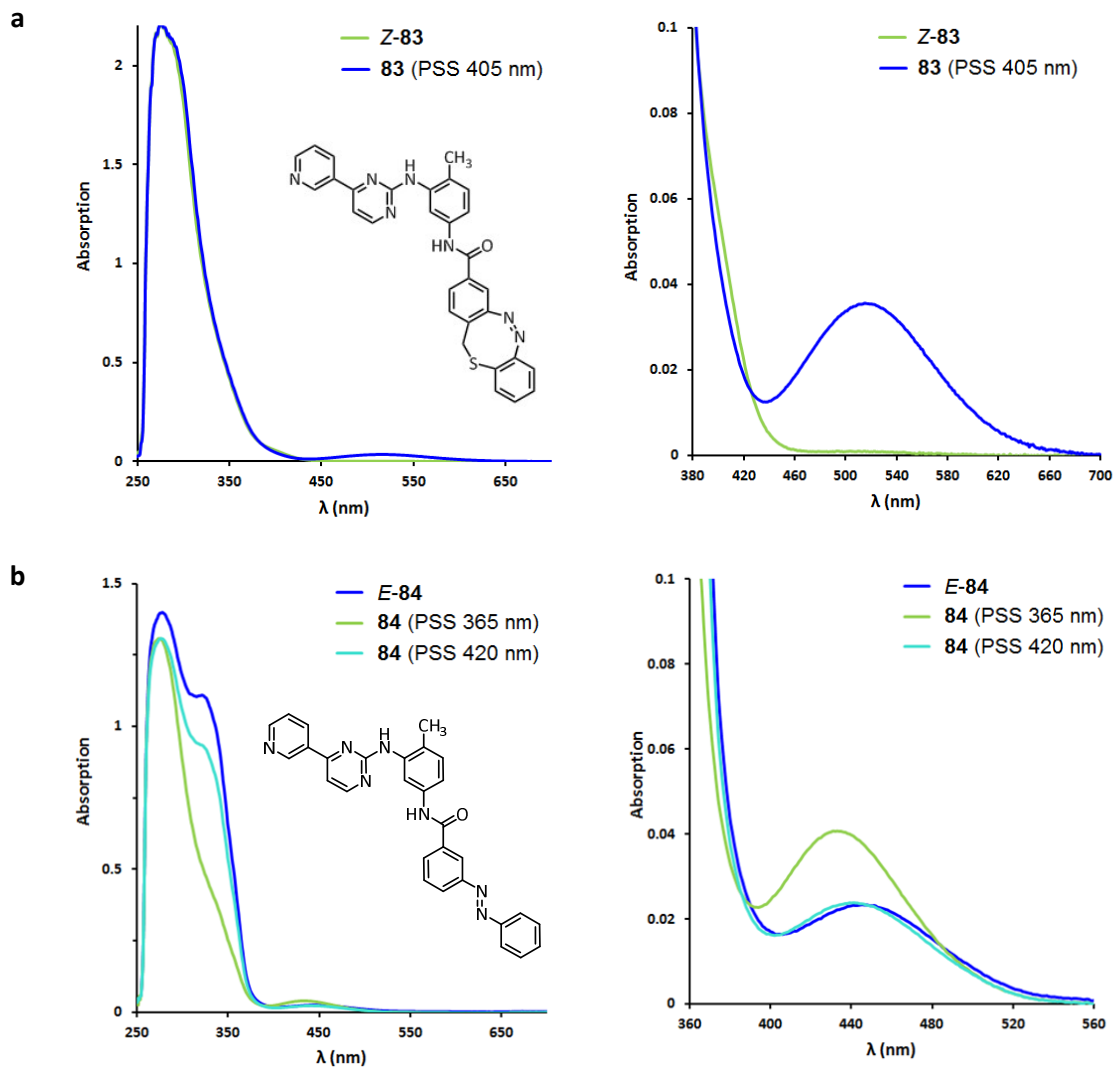 a
Z-83
83 (PSS 405 nm)
2
1.5
1
0.5
0
250
350
450
550
650
Absorption
λ (nm)
N
N
N
H
N
CH3
HN
O
N
N
S
Z-83
83 (PSS 405 nm)
0.1
0.08
0.06
0.04
0.02
0
380
420
460
500
540
580
620
660
700
Absorption
λ (nm)
b
E-84
84 (PSS 365 nm)
84 (PSS 420 nm)
1.5
1
0.5
0
250
350
450
550
650
Absorption
λ (nm)
N
N
N
H
N
CH3
HN
O
N
N
E-84
84 (PSS 365 nm)
84 (PSS 420 nm)
0.1
0.08
0.06
0.04
0.02
0
360
400
440
480
520
560
Absorption
λ (nm)